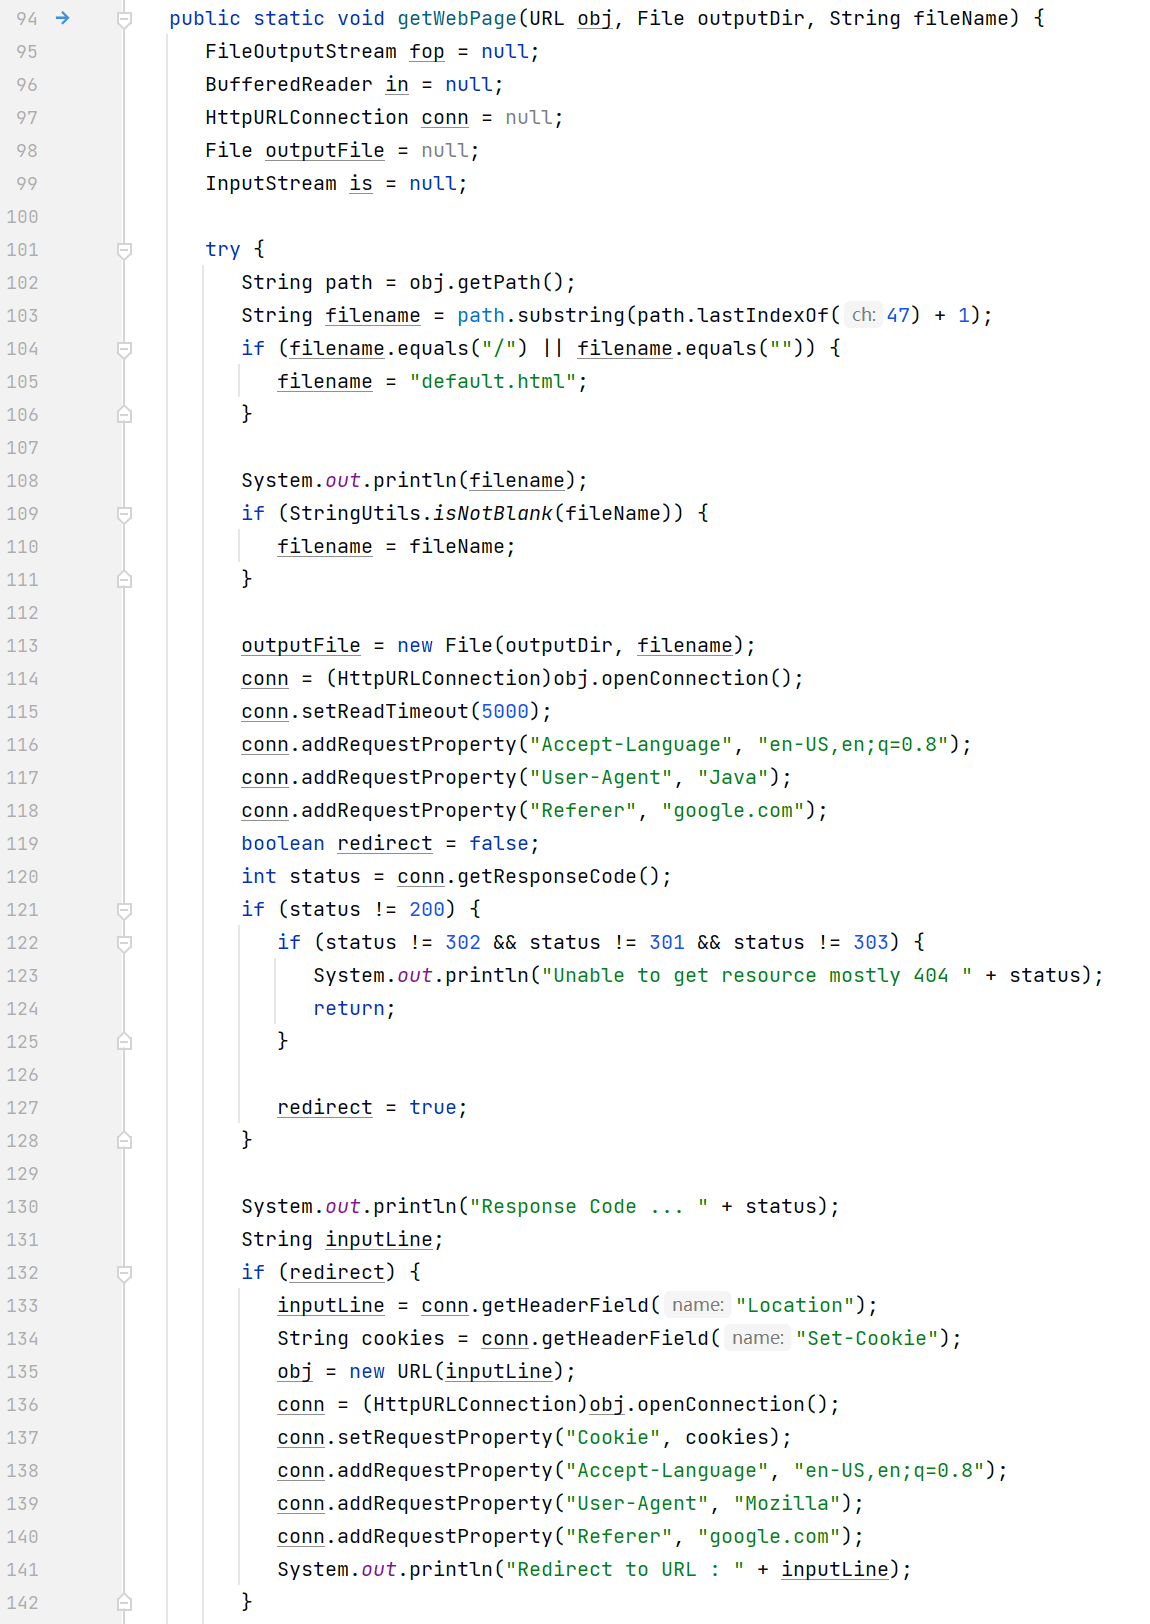 94 public static void getWebPage(URL obj, File outputDir, String fileName) {
95 FileOutputStream fop = null;
96 BufferedReader in = null;
97 HttpURLConnection conn = null;
98 File outputFile = null;
99 InputStream is = null;
100
101 try {
102 String path = obj.getPath();
103 String filename = path.substring(path.lastIndexOf( ch: 47) + 1);
104 if (filename.equals("/") || filename.equals("")) {
105 filename = "default.html";
106 }
107
108 System.out.println(filename);
109 if (StringUtils.isNotBlank(fileName)) {
110 filename = fileName;
111 }
112
113 outputFile = new File(outputDir, filename);
114 conn = (HttpURLConnection)obj.openConnection();
115 conn.setReadTimeout(5000);
116 conn.addRequestProperty("Accept-Language", "en-US,en;q=0.8");
117 conn.addRequestProperty("User-Agent", "Java");
118 conn.addRequestProperty("Referer", "google.com");
119 boolean redirect = false;
120 int status = conn.getResponseCode();
121 if (status != 200) {
122 if (status != 302 && status != 301 && status != 303) {
123 System.out.println("Unable to get resource mostly 404 " + status);
124 return;
125 }
126
127 redirect = true;
128 }
129
130 System.out.println("Response Code ... " + status);
131 String inputLine;
132 if (redirect) {
133 inputLine = conn.getHeaderField( name: "Location");
134 String cookies = conn.getHeaderField( name: "Set-Cookie");
135 obj = new URL(inputLine);
136 conn = (HttpURLConnection)obj.openConnection();
137 conn.setRequestProperty("Cookie", cookies);
138 conn.addRequestProperty("Accept-Language", "en-US,en;q=0.8");
139 conn.addRequestProperty("User-Agent", "Mozilla");
140 conn.addRequestProperty("Referer", "google.com");
141 System.out.println("Redirect to URL : " + inputLine);
142 }